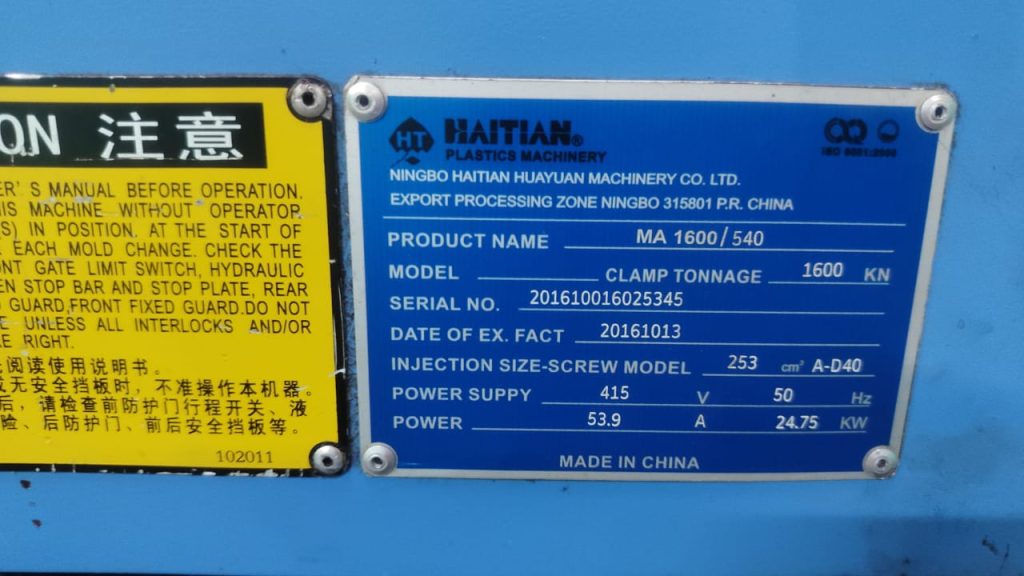 ON 注意
ER'S MANUAL BEFORE OPERATION.
IS MACHINE WITHOUT OPERATOR
S) IN POSITION. AT THE START OF
EACH MOLD CHANGE. CHECK THE
NT GATE LIMIT SWITCH, HYDRAULIC
EN STOP BAR AND STOP PLATE, REAR
GUARD,FRONT FIXED GUARD.DO NOT
E UNLESS ALL INTERLOCKS AND/OR
RE RIGHT.
阅读使用说明书。
或无安全挡板时，不准操作本机器。
后，请检查前防护门行程开关、液
险、后防护门、前后安全挡板等。
102011
HT HAITIAN®
PLASTICS MACHINERY
ISO 9001:2000
NINGBO HAITIAN HUAYUAN MACHINERY CO. LTD.
EXPORT PROCESSING ZONE NINGBO 315801 P.R. CHINA
PRODUCT NAME MA 1600/540
MODEL CLAMP TONNAGE 1600 KN
SERIAL NO. 201610016025345
DATE OF EX. FACT 20161013
INJECTION SIZE-SCREW MODEL 253 cm³ A-D40
POWER SUPPY 415 V 50 Hz
POWER 53.9 A 24.75 KW
MADE IN CHINA